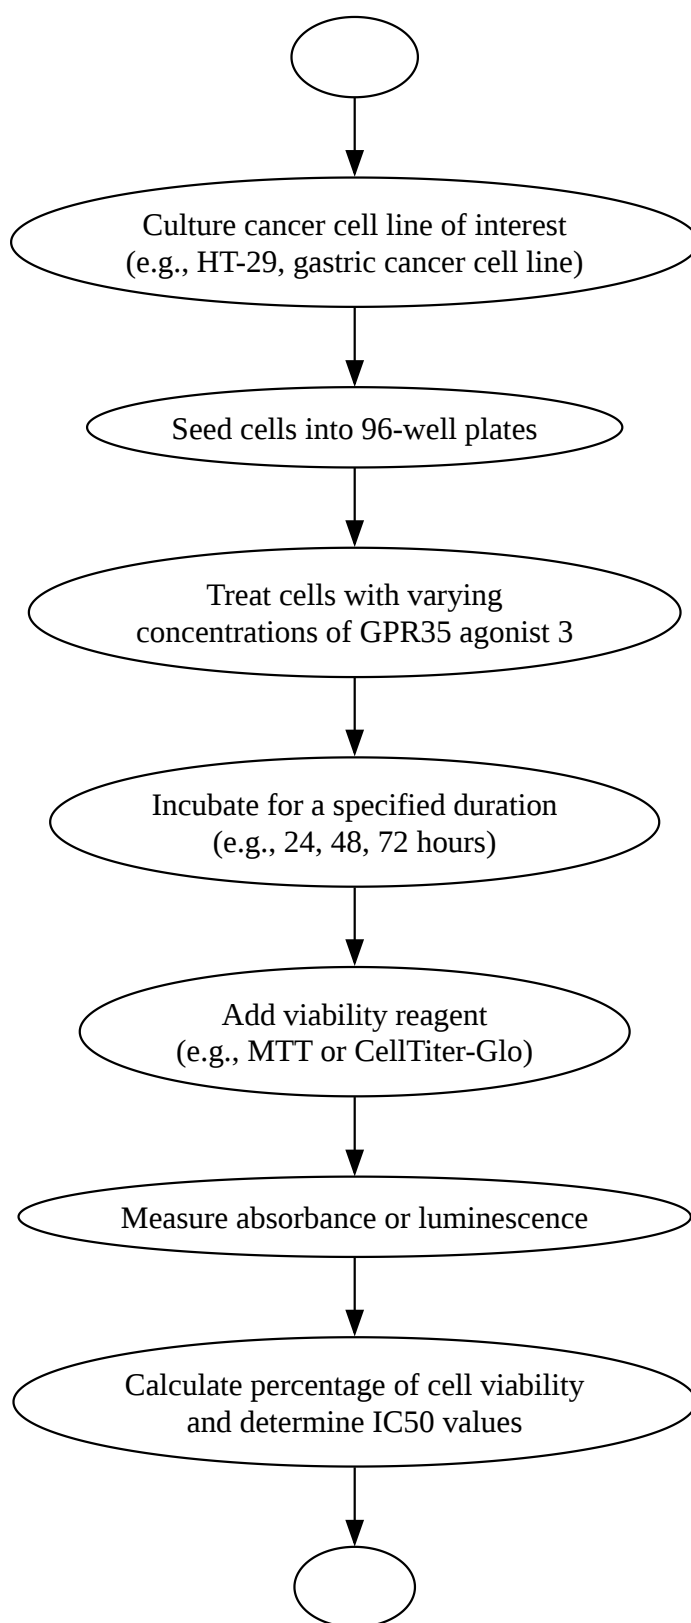 Culture cancer cell line of interest
(e.g., HT-29, gastric cancer cell line)
Seed cells into 96-well plates
Treat cells with varying
concentrations of GPR35 agonist 3
Incubate for a specified duration
(e.g., 24, 48, 72 hours)
Add viability reagent
(e.g., MTT or CellTiter-Glo)
Measure absorbance or luminescence
Calculate percentage of cell viability
and determine IC50 values